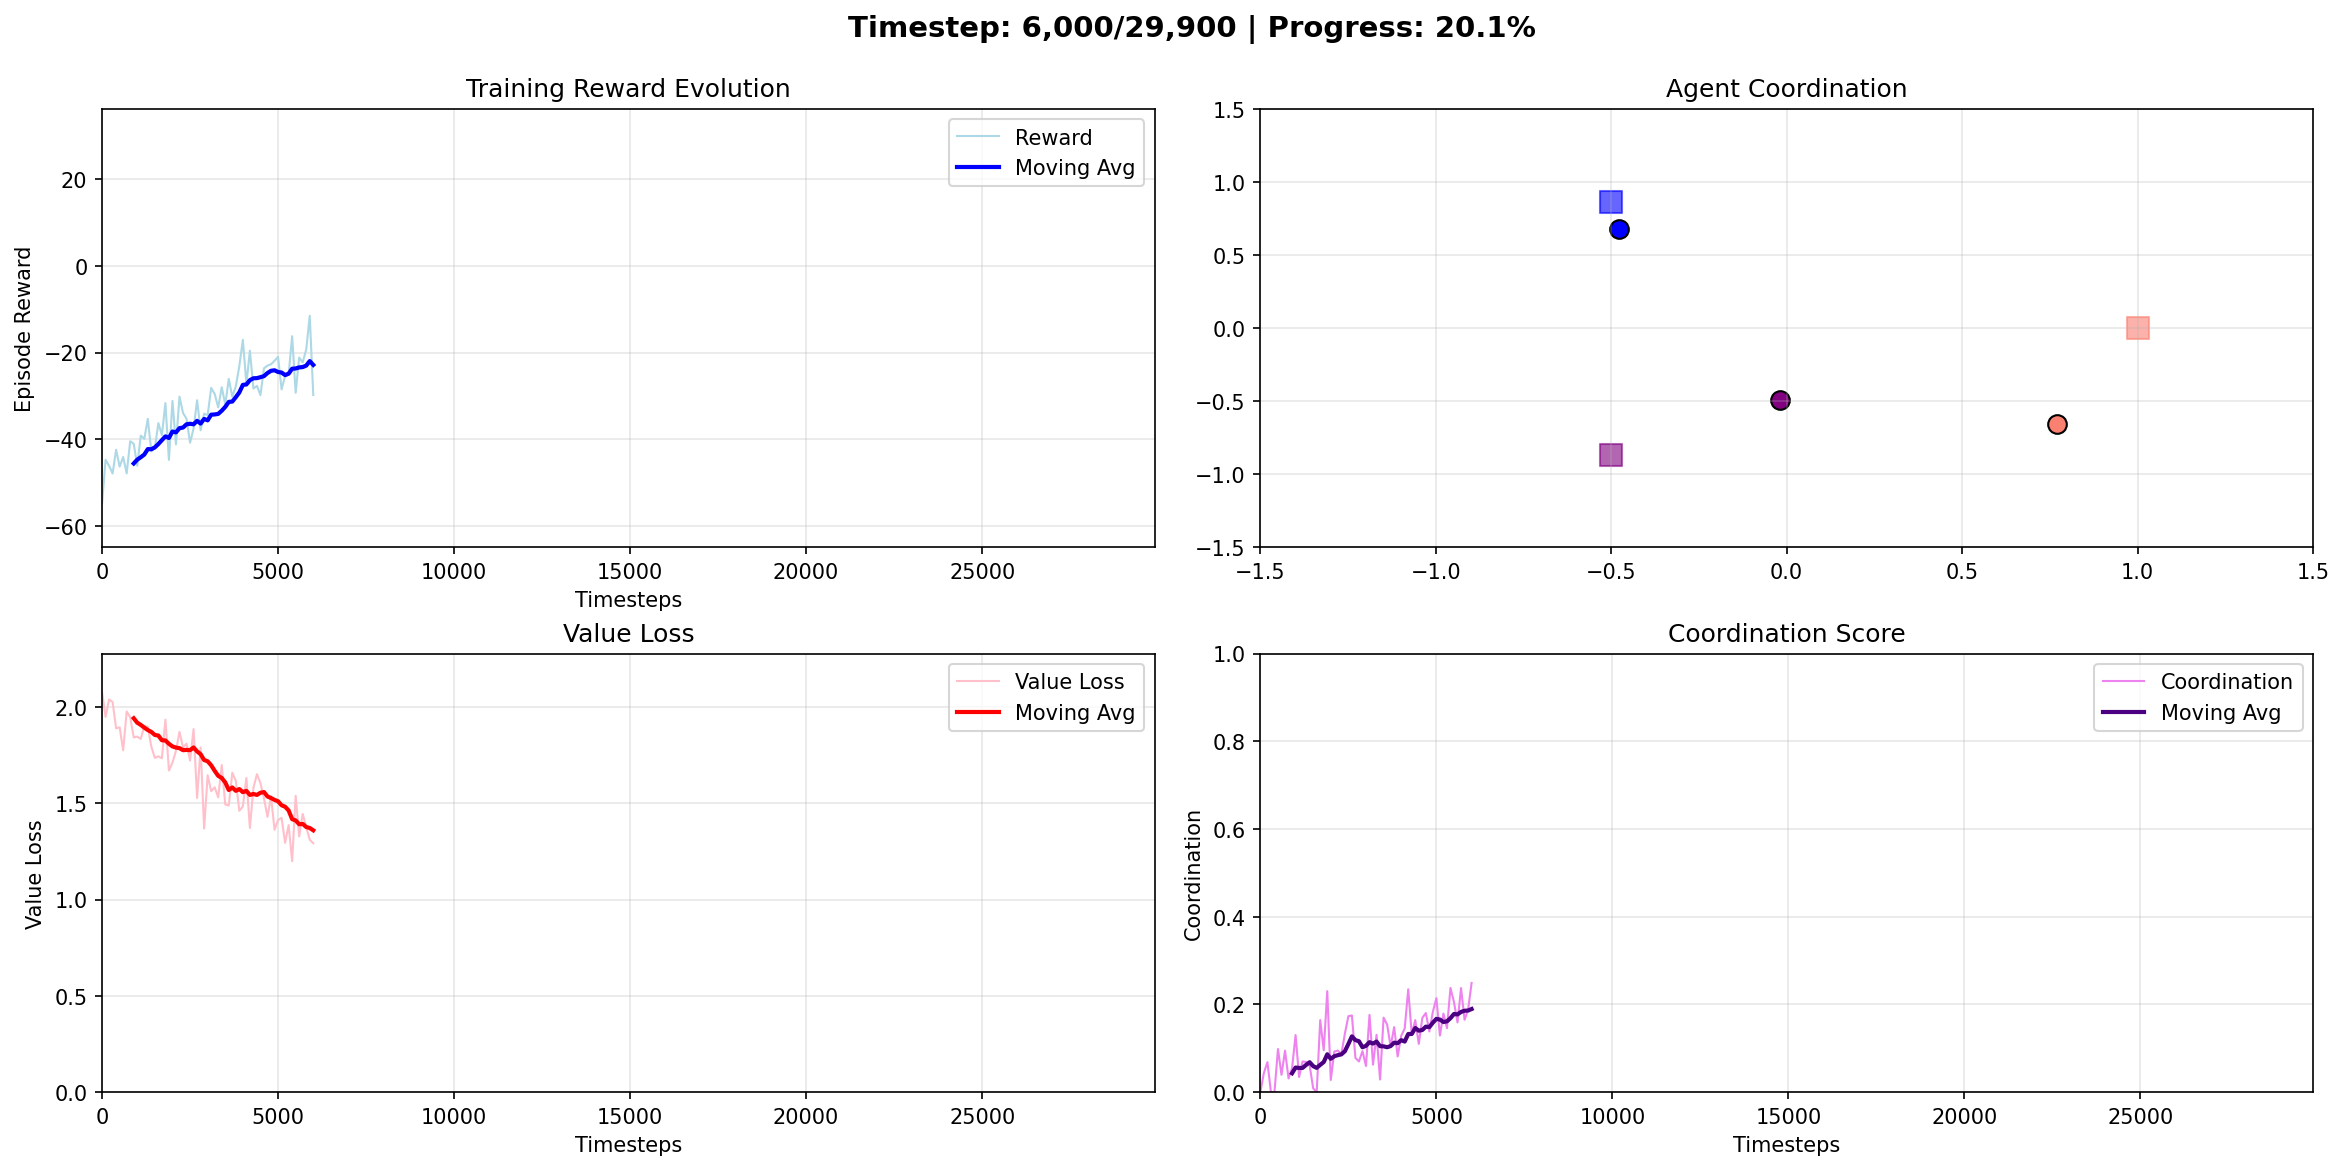 Timestep: 6,000/29,900 | Progress: 20.1%
Training Reward Evolution
Episode Reward
20
0
−20
−40
−60
Reward
Moving Avg
0 5000 10000 15000 20000 25000
Timesteps
Agent Coordination
1.5
1.0
0.5
0.0
−0.5
−1.0
−1.5
−1.5 −1.0 −0.5 0.0 0.5 1.0 1.5
Value Loss
Value Loss
2.0
1.5
1.0
0.5
0.0
Value Loss
Moving Avg
0 5000 10000 15000 20000 25000
Timesteps
Coordination Score
Coordination
1.0
0.8
0.6
0.4
0.2
0.0
Coordination
Moving Avg
0 5000 10000 15000 20000 25000
Timesteps